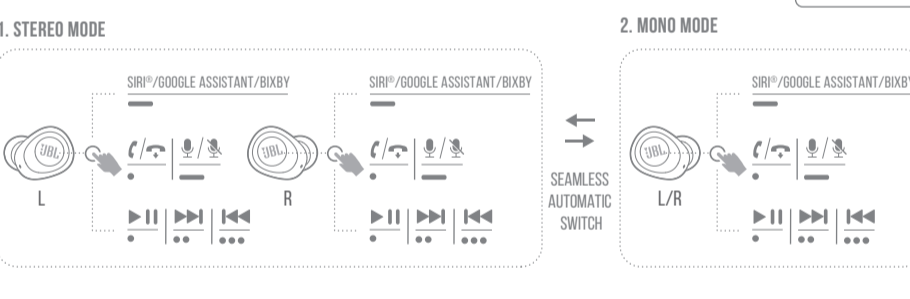 1. STEREO MODE
2. MONO MODE
SIRI®/GOOGLE ASSISTANT/BIXBY
SIRI®/GOOGLE ASSISTANT/BIXBY
SIRI®/GOOGLE ASSISTANT/BIXBY
JBL
JBL
JBL
L
R
SEAMLESS
AUTOMATIC
SWITCH
L/R